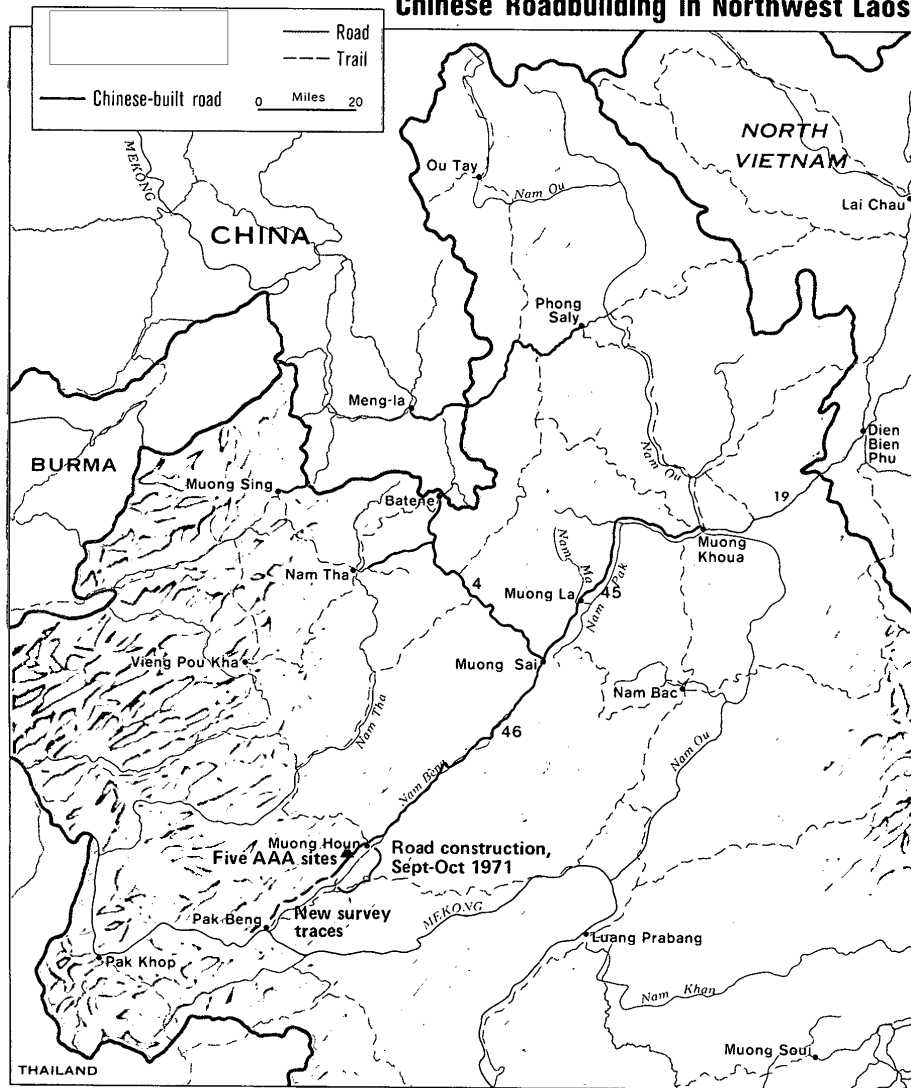 Chinese Roadbuilding in Northwest Laos
Road
Trail
Chinese-built road
0 Miles 20
MEKONG
CHINA
Ou Tay
Nam Ou
NORTH
VIETNAM
Lai Chau
Phong
Saly
Meng-la
BURMA
Muong Sing
Batene
Nam Ou
Dien
Bien
Phu
19
Muong
Khoua
Nam Tha
4
Nam Ma
Nam Pak
Muong La
45
Vieng Pou Kha
Muong Sai
Nam Bac
Nam Tha
46
Nam Ou
Nam Beng
Muong Houn
Five AAA sites
Road construction,
Sept-Oct 1971
Pak Beng
New survey
traces
MEKONG
Luang Prabang
Pak Khop
Nam Khan
Muong Soui
THAILAND